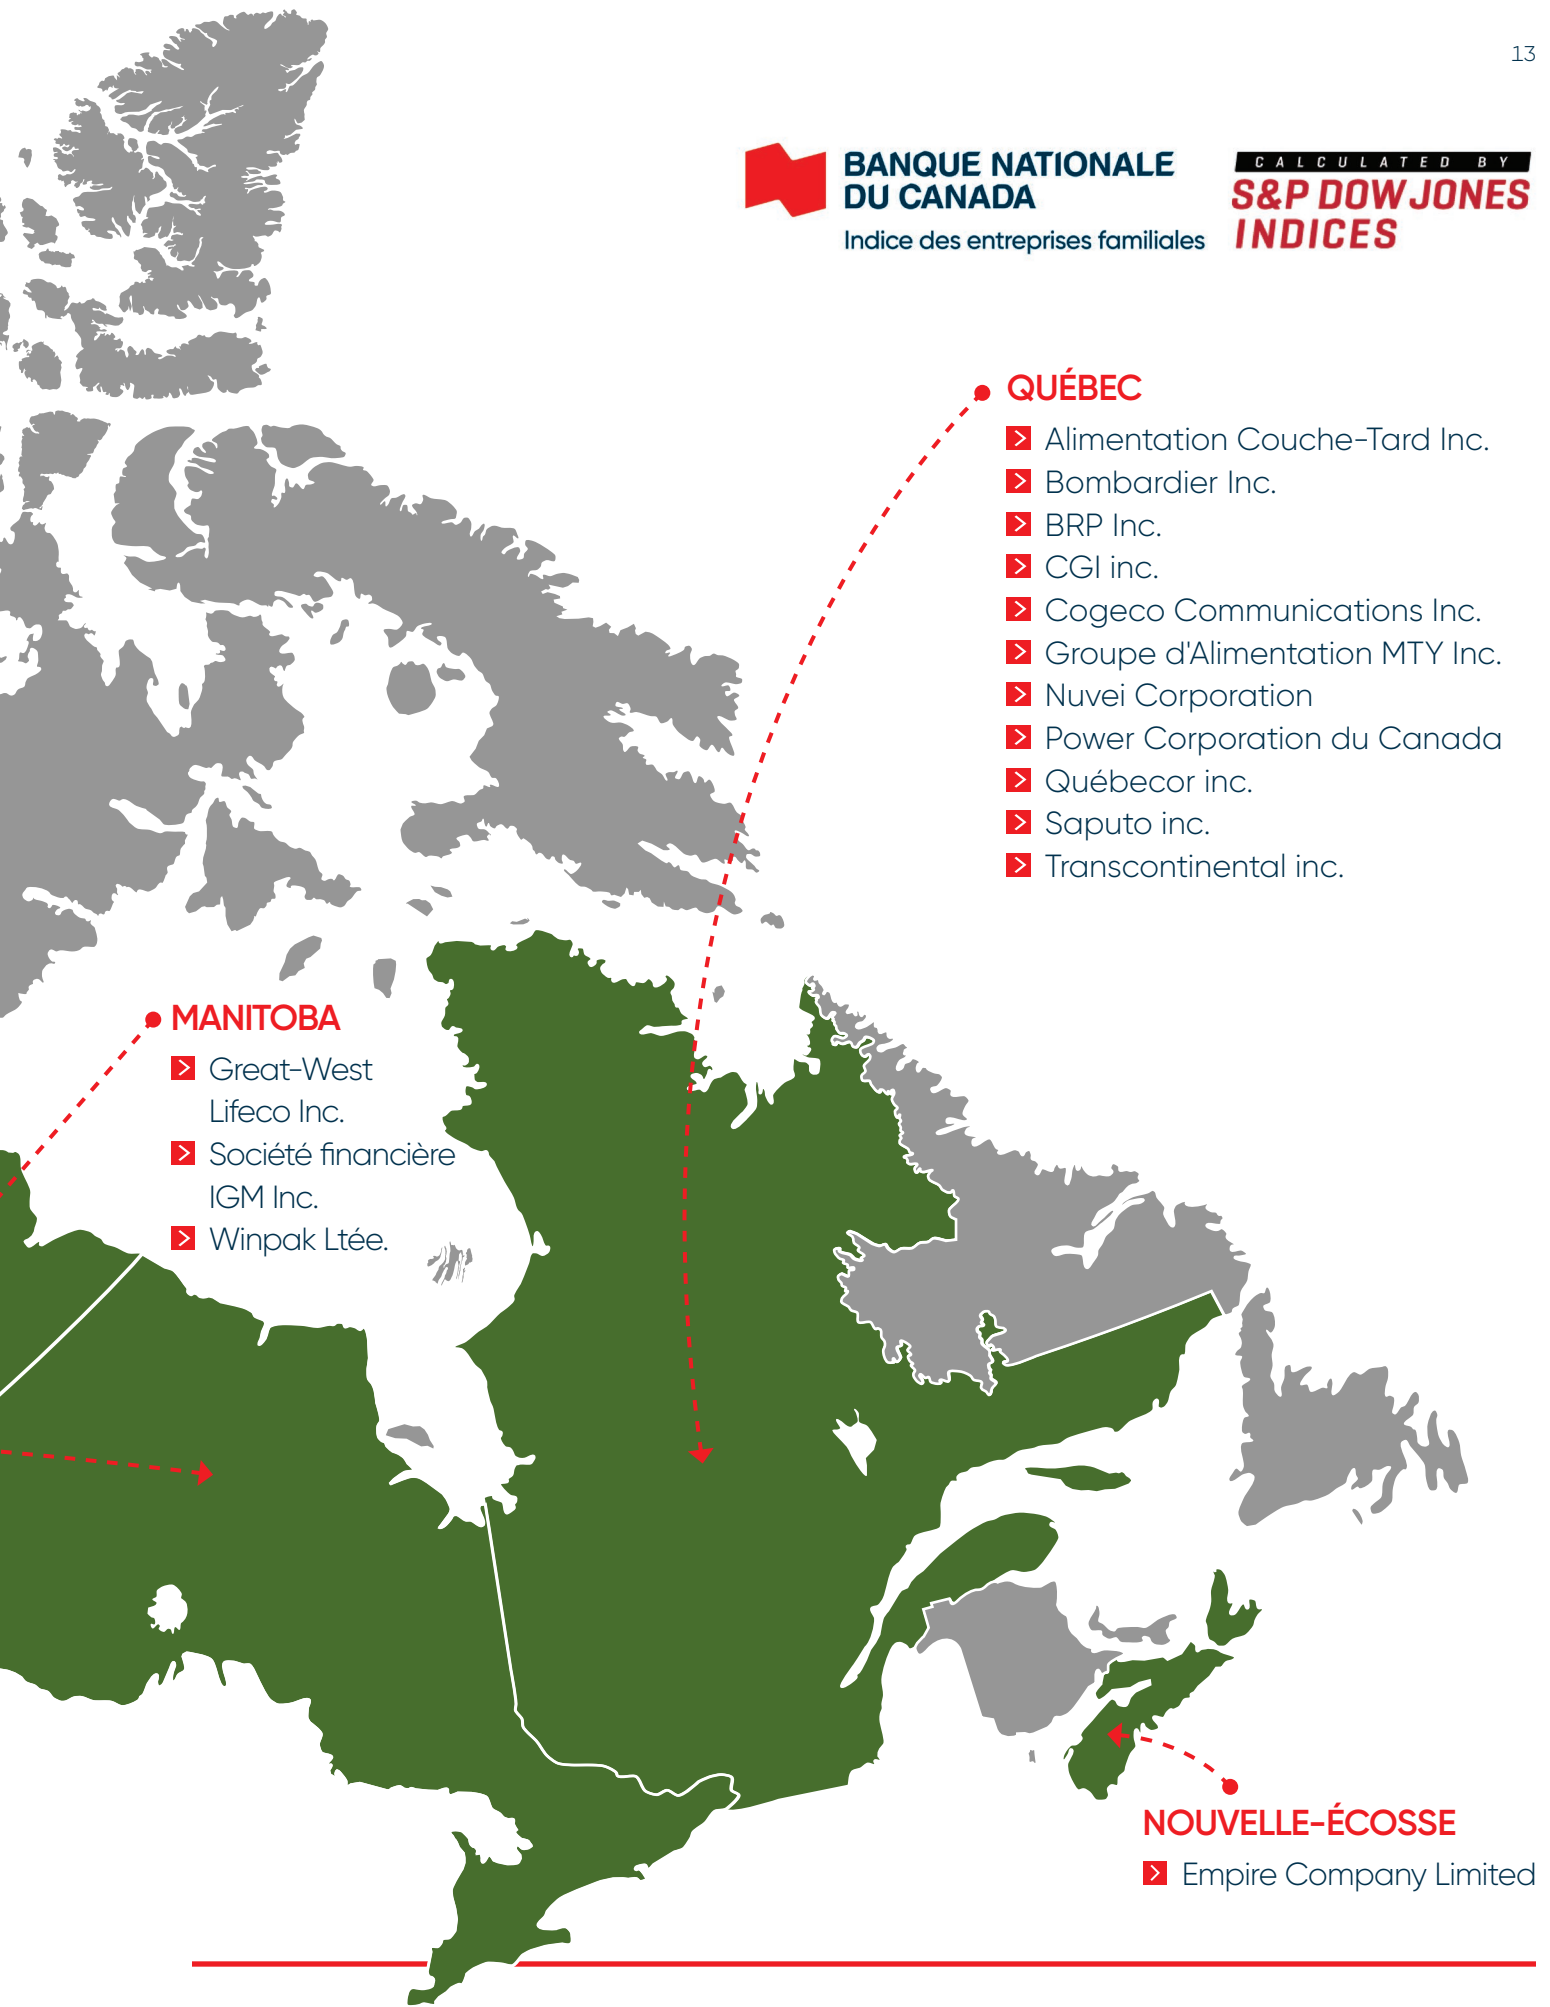 13
BANQUE NATIONALE
DU CANADA
Indice des entreprises familiales
CALCULATED BY
S&P DOW JONES
INDICES
QUÉBEC
Alimentation Couche-Tard Inc.
Bombardier Inc.
BRP Inc.
CGI inc.
Cogeco Communications Inc.
Groupe d'Alimentation MTY Inc.
Nuvei Corporation
Power Corporation du Canada
Québecor inc.
Saputo inc.
Transcontinental inc.
MANITOBA
Great-West
Lifeco Inc.
Société financière
IGM Inc.
Winpak Ltée.
NOUVELLE-ÉCOSSE
Empire Company Limited